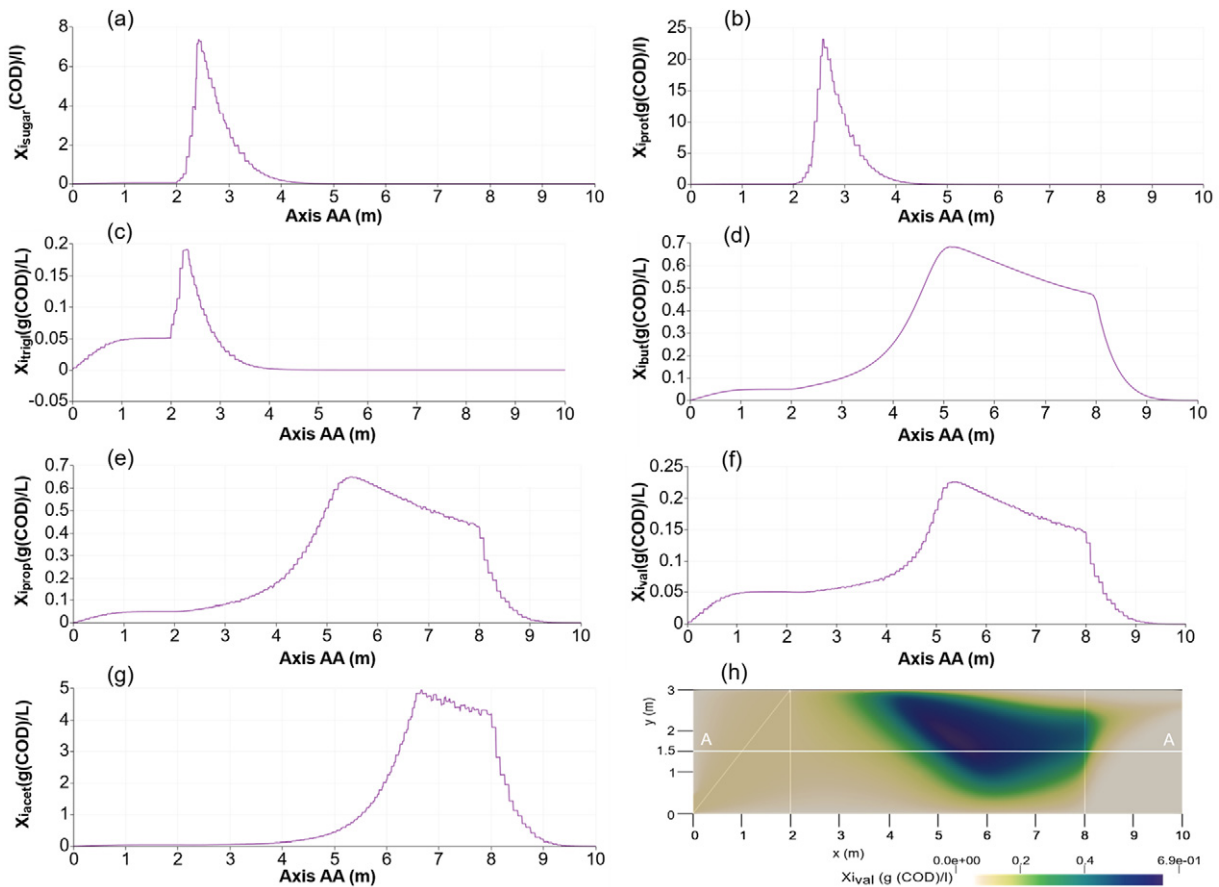 (a)
8
6
4
2
0
X_isugar(g(COD)/l)
0 1 2 3 4 5 6 7 8 9 10
Axis AA (m)
(b)
25
20
15
10
5
0
X_iprot(g(COD)/l)
0 1 2 3 4 5 6 7 8 9 10
Axis AA (m)
(c)
0.2
0.15
0.1
0.05
0
-0.05
X_itrigl(g(COD)/L)
0 1 2 3 4 5 6 7 8 9 10
Axis AA (m)
(d)
0.7
0.6
0.5
0.4
0.3
0.2
0.1
0
X_ibut(g(COD)/L)
0 1 2 3 4 5 6 7 8 9 10
Axis AA (m)
(e)
0.7
0.6
0.5
0.4
0.3
0.2
0.1
0
X_iprop(g(COD)/L)
0 1 2 3 4 5 6 7 8 9 10
Axis AA (m)
(f)
0.25
0.20
0.15
0.10
0.05
0
X_ival(g(COD)/L)
0 1 2 3 4 5 6 7 8 9 10
Axis AA (m)
(g)
5
4
3
2
1
0
X_iacet(g(COD)/L)
0 1 2 3 4 5 6 7 8 9 10
Axis AA (m)
(h)
3
2
1.5
1
0
y (m)
A A
0 1 2 3 4 5 6 7 8 9 10
x (m)
0.0e+00 0.2 0.4 6.9e-01
Xi_val (g (COD)/l)